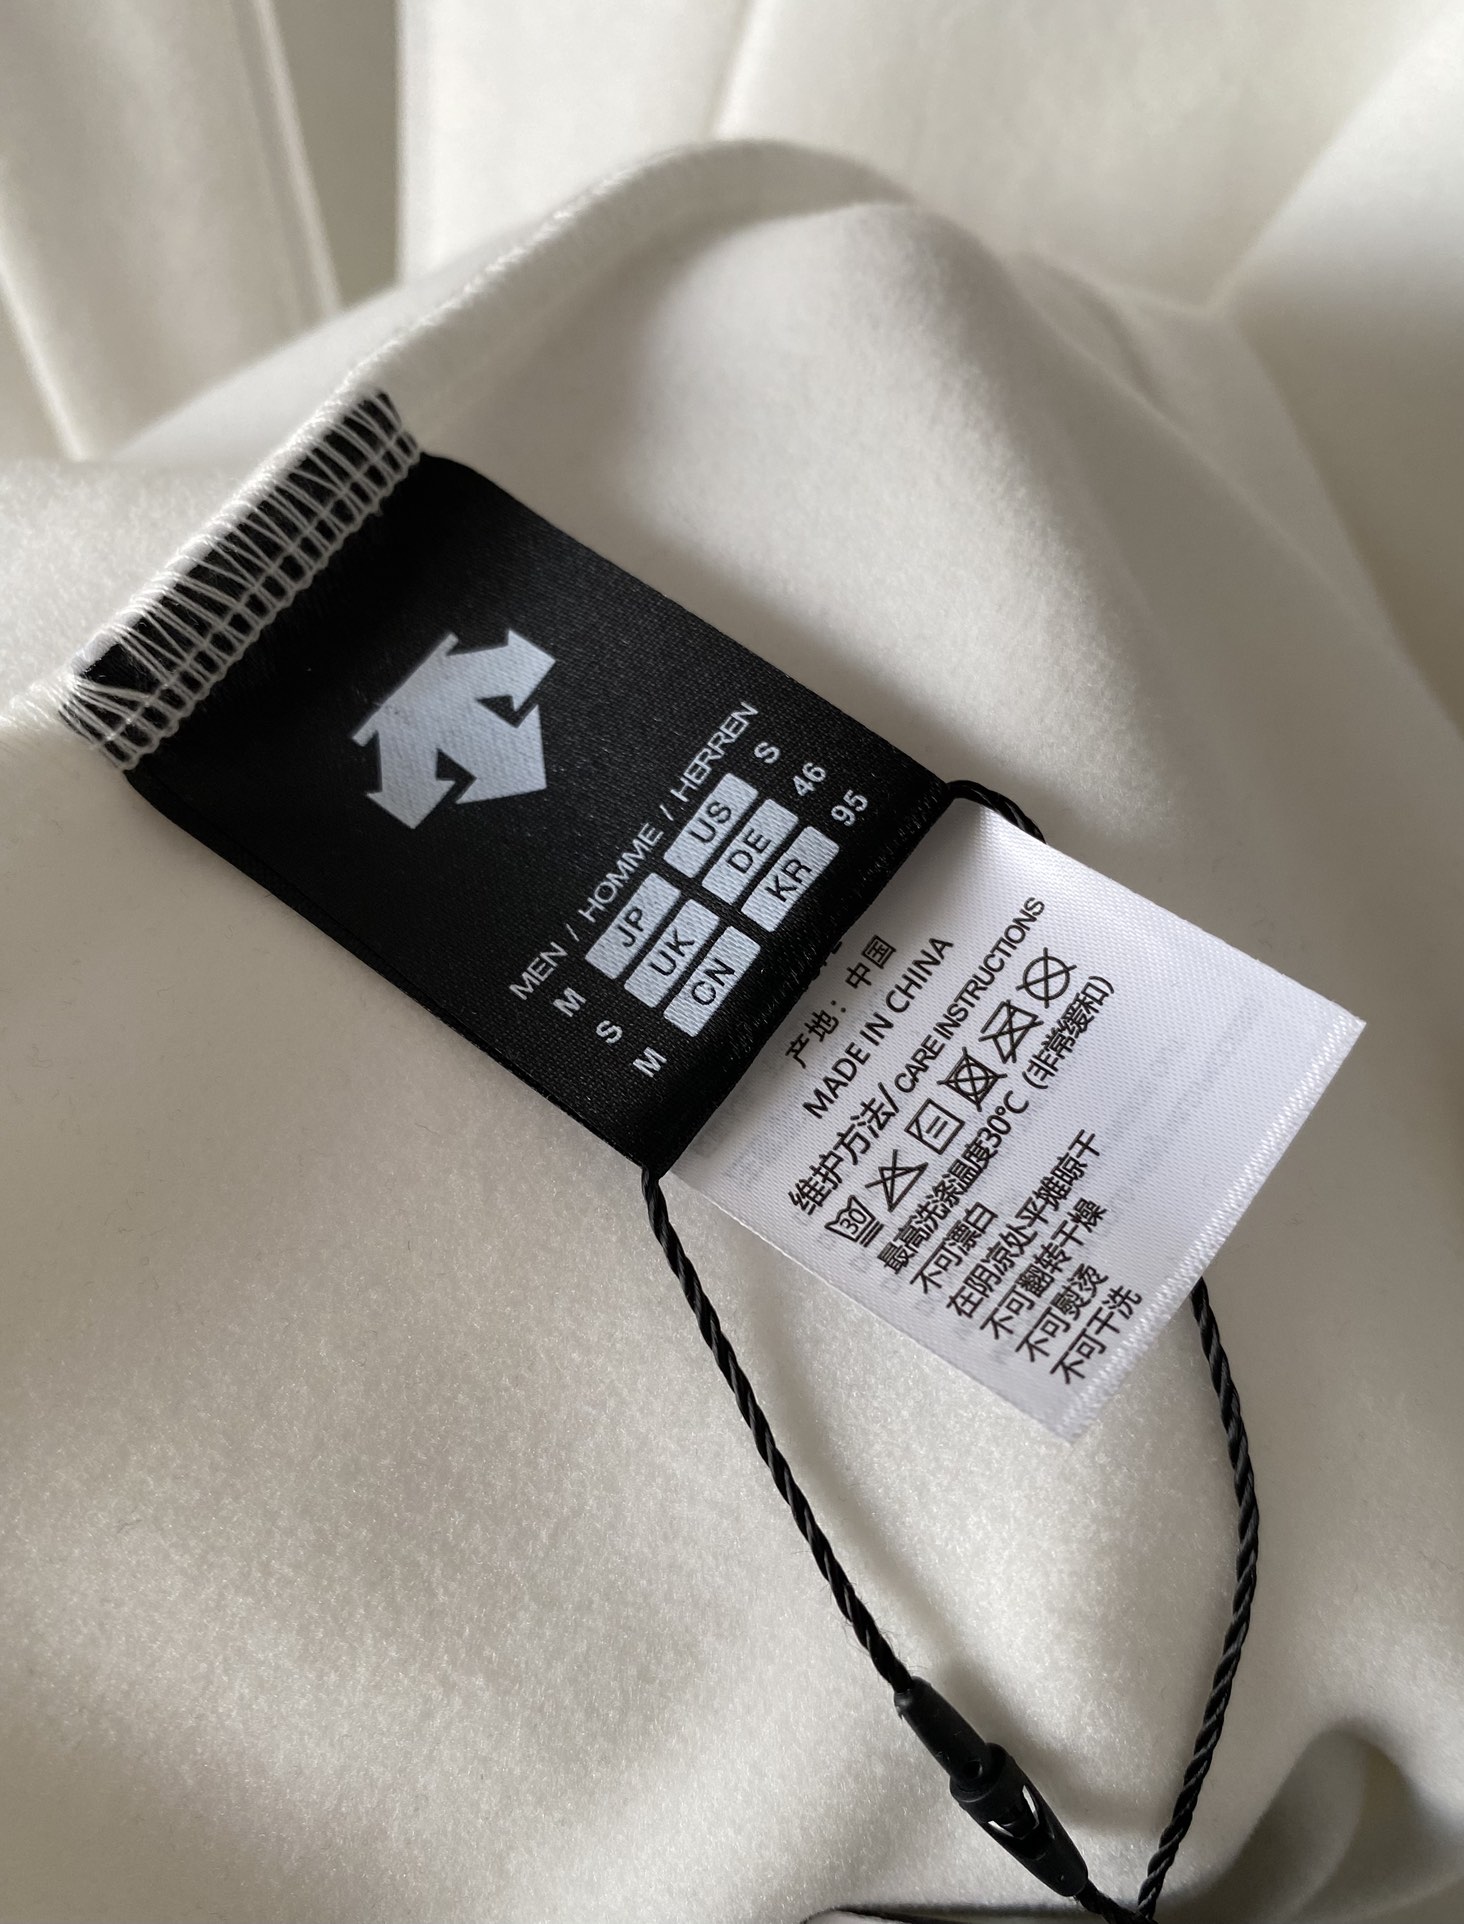 MEN / HOMME / HERREN
M JP US S
S UK DE 46
M CN KR 95
产地：中国
MADE IN CHINA
维护方法/ CARE INSTRUCTIONS
30
最高洗涤温度30℃ (非常缓和)
不可漂白
在阴凉处平摊晾干
不可翻转干燥
不可熨烫
不可干洗